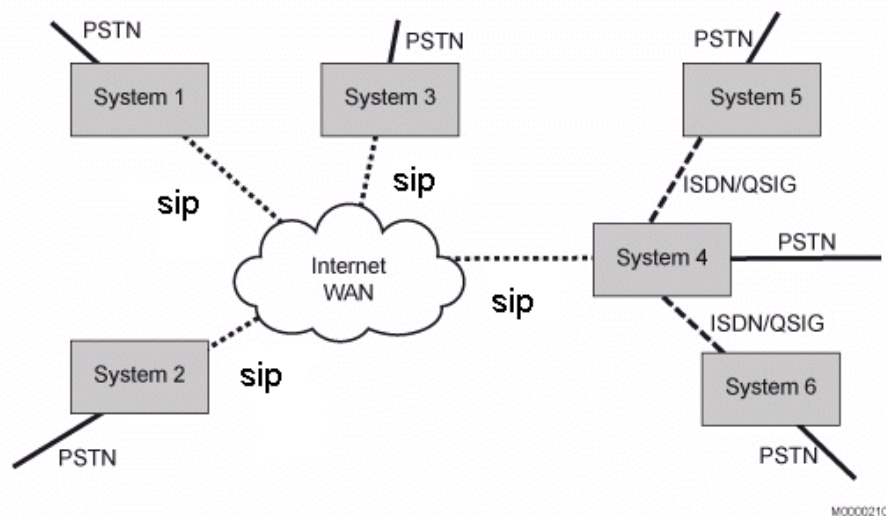 PSTN
PSTN
PSTN
System 1
System 3
System 5
sip
sip
ISDN/QSIG
Internet
WAN
System 4
PSTN
sip
ISDN/QSIG
System 2
sip
System 6
PSTN
PSTN
M0000210